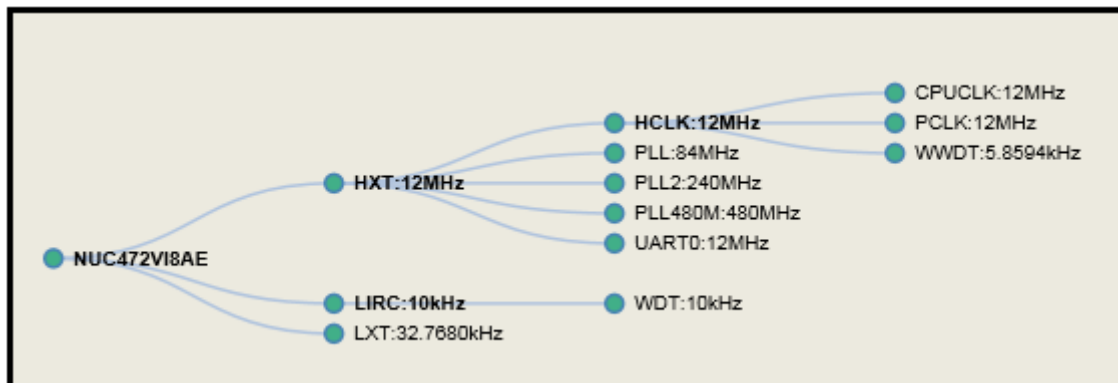 CPUCLK:12MHz
HCLK:12MHz
PCLK:12MHz
PLL:84MHz
WWDT:5.8594kHz
HXT:12MHz
PLL2:240MHz
PLL480M:480MHz
UART0:12MHz
NUC472VI8AE
LIRC:10kHz
WDT:10kHz
LXT:32.7680kHz